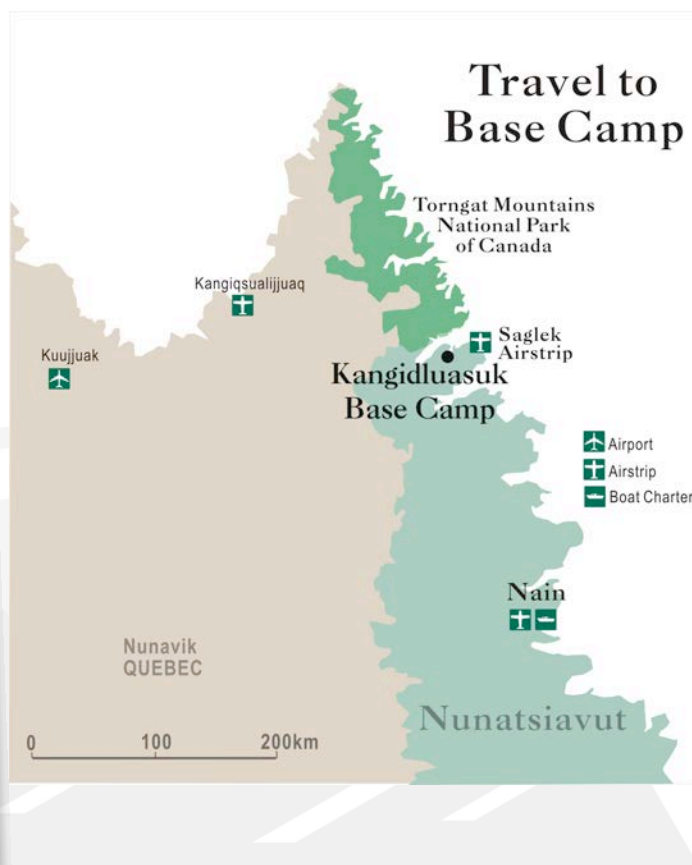 Travel to
Base Camp
Torngat Mountains
National Park
of Canada
Kangiqsualijjuaq
Kuujjuak
Saglek
Airstrip
Kangidluasuk
Base Camp
Airport
Airstrip
Boat Charter
Nain
Nunavik
QUEBEC
Nunatsiavut
0 100 200km